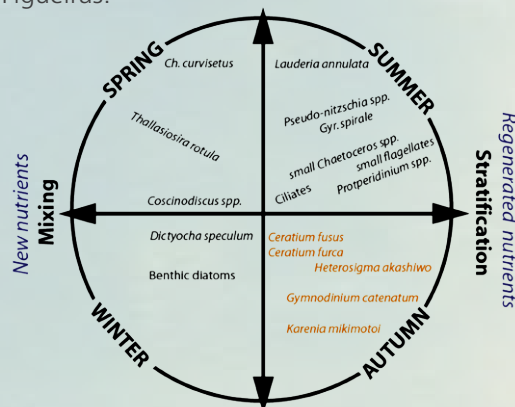 Figueiras.
SPRING
SUMMER
Ch. curvisetus
Lauderia annulata
Thallasiosira rotula
Pseudo-nitzschia spp.
Gyr. spirale
small Chaetoceros spp.
small flagellates
Protperidinium spp.
Ciliates
Coscinodiscus spp.
New nutrients
Mixing
Stratification
Regenerated nutrients
Dictyocha speculum
Benthic diatoms
Ceratium fusus
Ceratium furca
Heterosigma akashiwo
Gymnodinium catenatum
Karenia mikimotoi
WINTER
AUTUMN